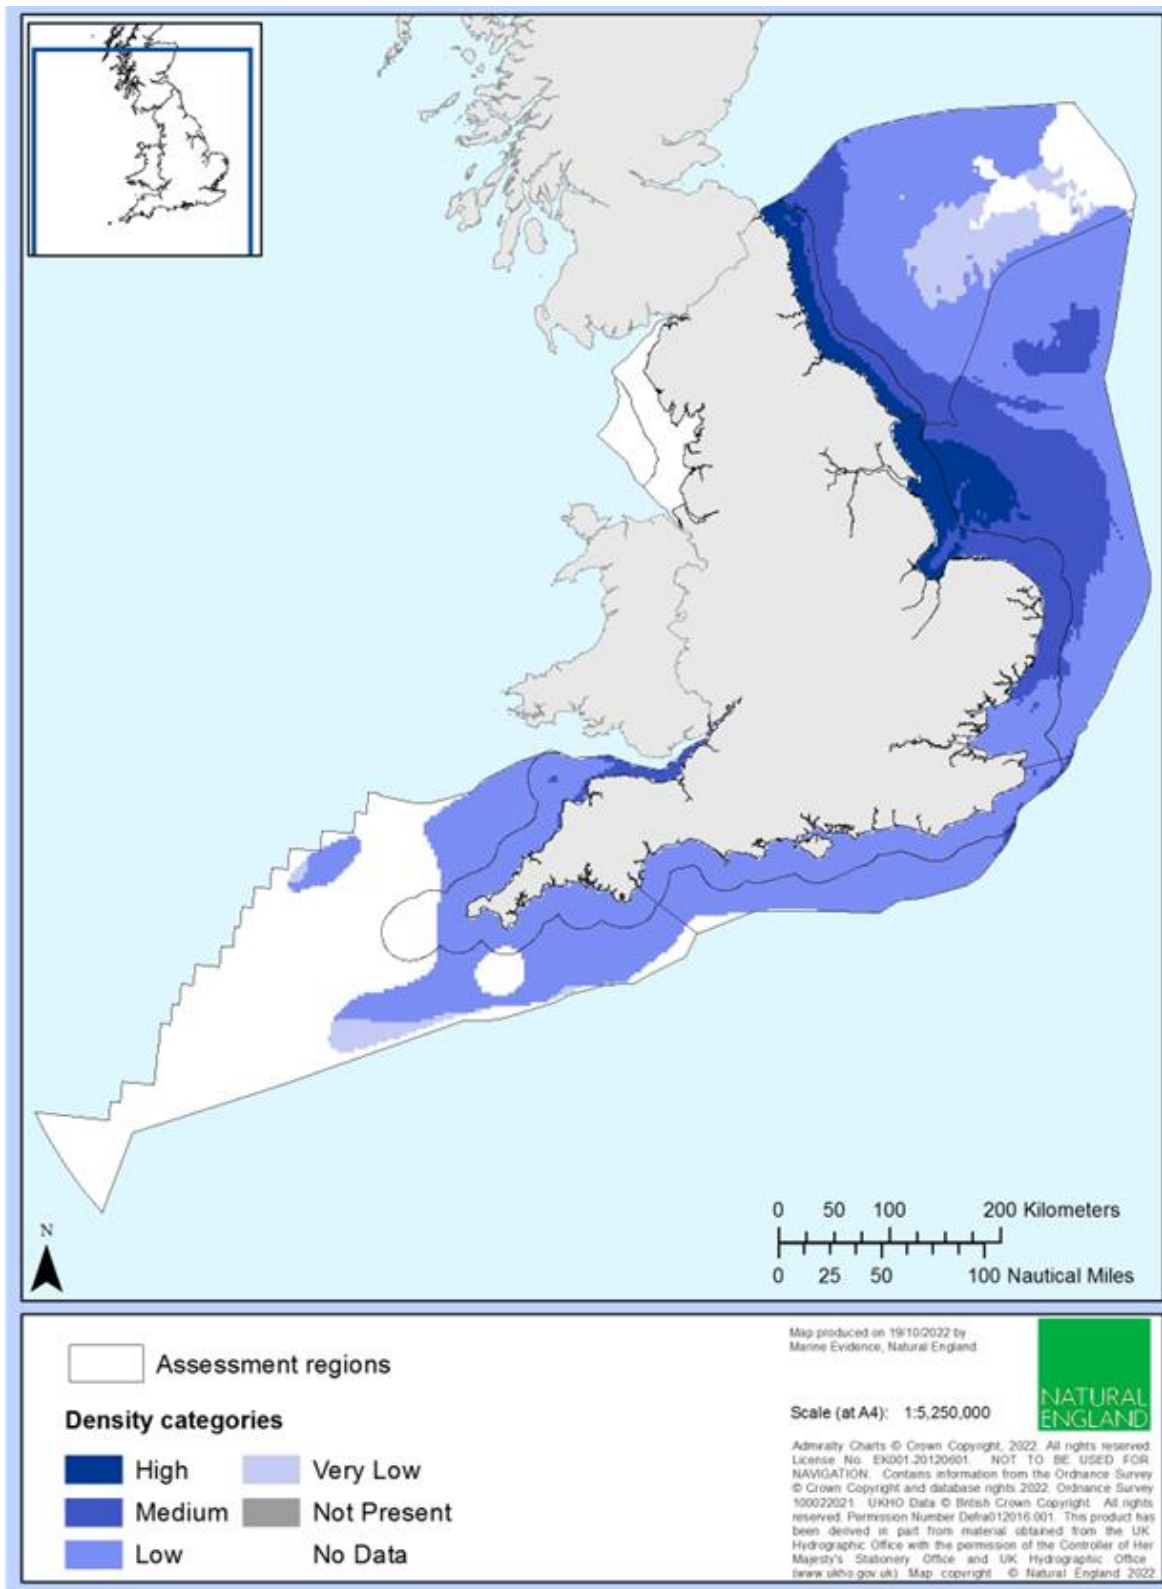 N
0 50 100 200 Kilometers
0 25 50 100 Nautical Miles
Assessment regions
Density categories
High
Medium
Low
Very Low
Not Present
No Data
Map produced on 19/10/2022 by
Marine Evidence, Natural England.
Scale (at A4): 1:5,250,000
NATURAL
ENGLAND
Admiralty Charts © Crown Copyright, 2022. All rights reserved.
License No. EK001-20120601. NOT TO BE USED FOR
NAVIGATION. Contains information from the Ordnance Survey
© Crown Copyright and database rights 2022. Ordnance Survey
100022021. UKHO Data © British Crown Copyright. All rights
reserved. Permission Number Defra012016.001. This product has
been derived in part from material obtained from the UK
Hydrographic Office with the permission of the Controller of Her
Majesty's Stationery Office and UK Hydrographic Office
(www.ukho.gov.uk) Map copyright © Natural England 2022